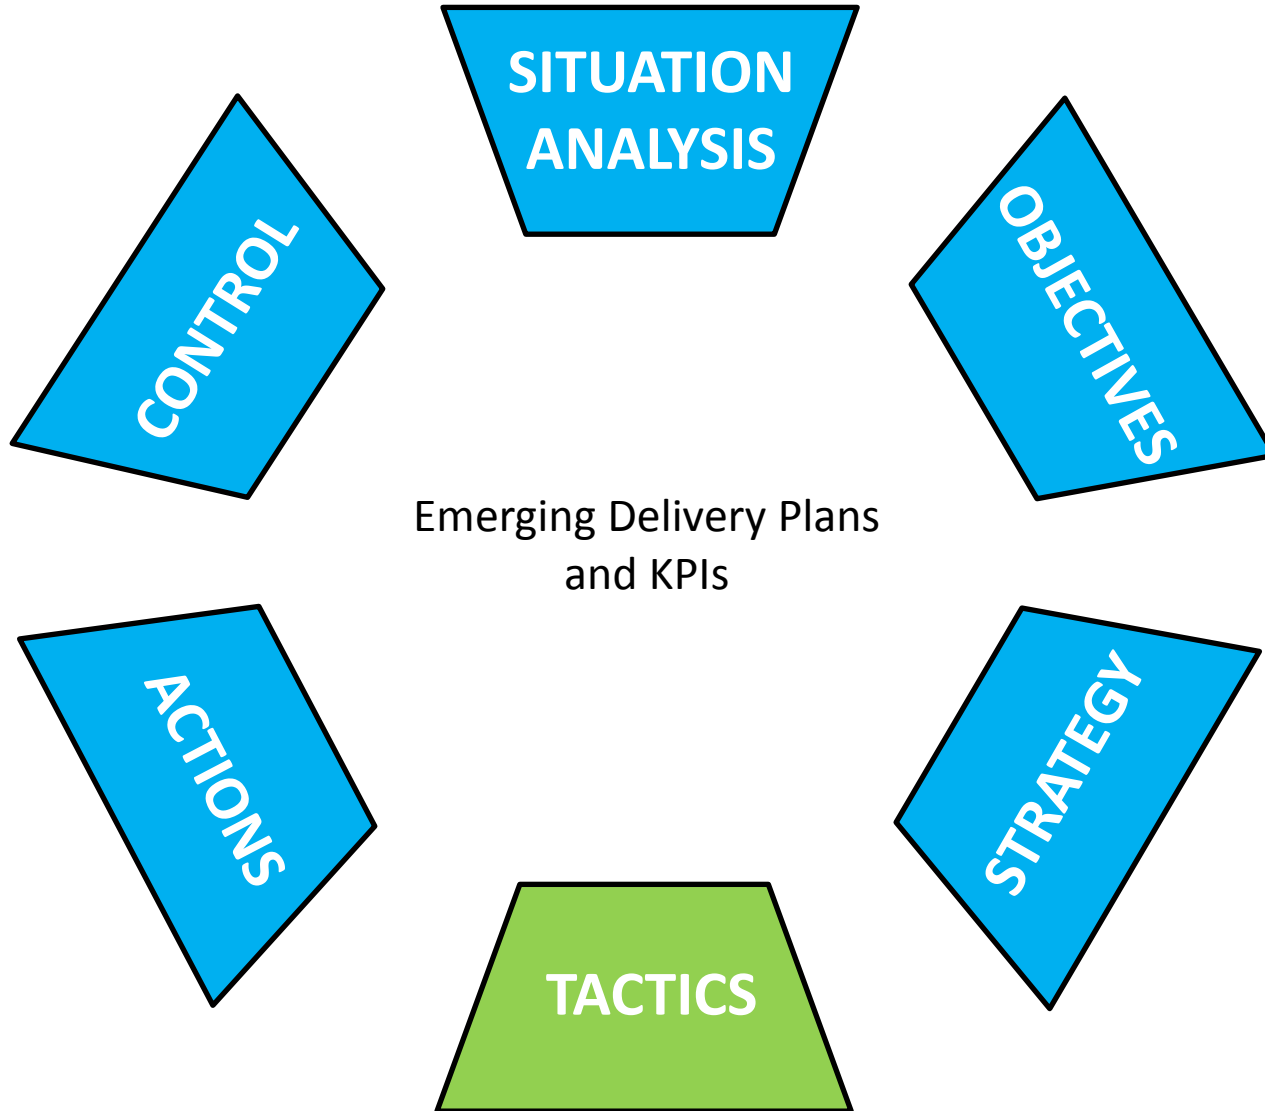 SITUATION
ANALYSIS
OBJECTIVES
CONTROL
Emerging Delivery Plans
and KPIs
STRATEGY
ACTIONS
TACTICS